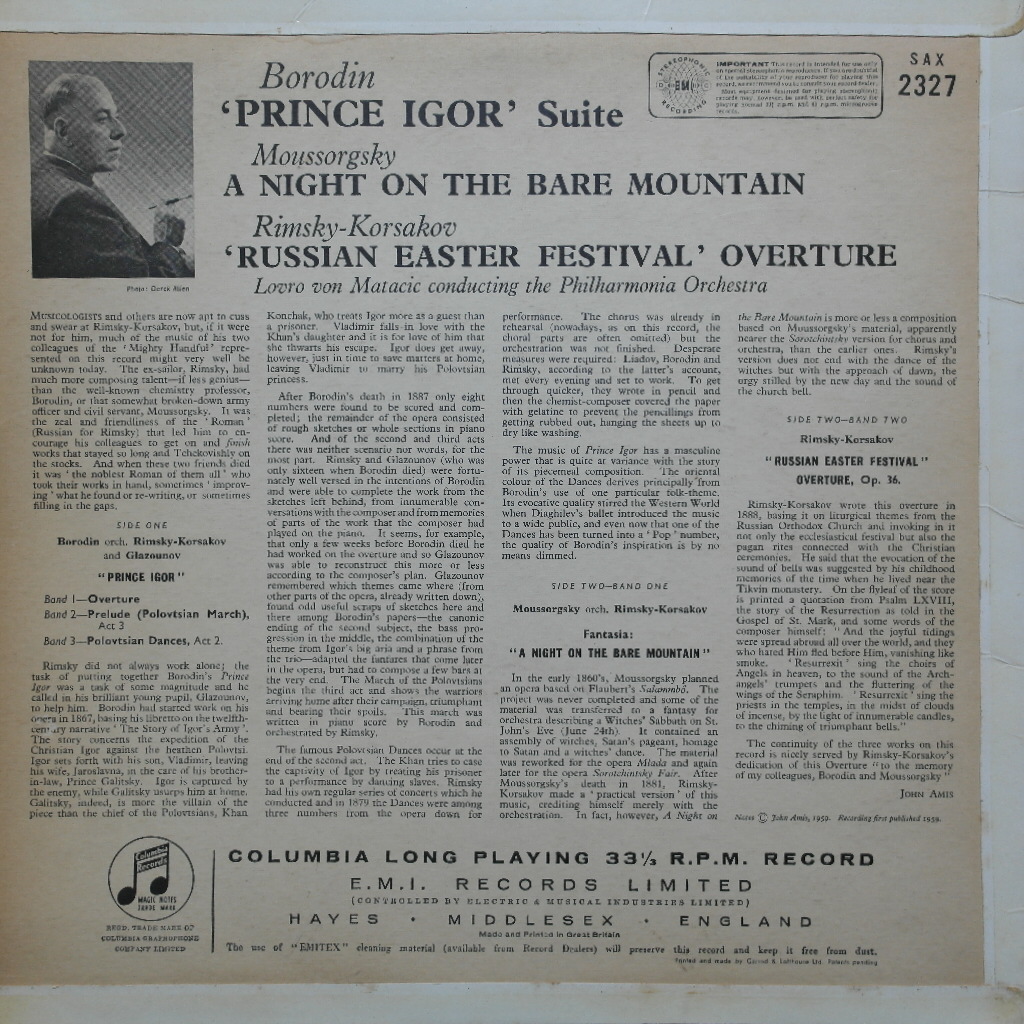 Borodin
'PRINCE IGOR' Suite
Moussorgsky
A NIGHT ON THE BARE MOUNTAIN
Rimsky-Korsakov
'RUSSIAN EASTER FESTIVAL' OVERTURE
Lovro von Matacic conducting the Philharmonia Orchestra
STEREOPHONIC
EMI
RECORDING
SAX
2327
Photo: Derek Allen
MUSICOLOGISTS and others are now apt to cuss
and swear at Rimsky-Korsakov, but, if it were
not for him, much of the music of his two
colleagues of the 'Mighty Handful' repre-
sented on this record might very well be
unknown today. The ex-sailor, Rimsky, had
much more composing talent—if less genius—
than the well-known chemistry professor,
Borodin, or that somewhat broken-down army
officer and civil servant, Moussorgsky. It was
the zeal and friendliness of the 'Roman'
(Russian for Rimsky) that led him to en-
courage his colleagues to get on and finish
works that stayed so long and Tchekovishly on
the stocks. And when these two friends died
it was 'the noblest Roman of them all' who
took their works in hand, sometimes 'improv-
ing' what he found or re-writing, or sometimes
filling in the gaps.
SIDE ONE
Borodin orch. Rimsky-Korsakov
and Glazounov
"PRINCE IGOR"
Band 1—Overture
Band 2—Prelude (Polovtsian March),
Act 3
Band 3—Polovtsian Dances, Act 2.
Rimsky did not always work alone; the
task of putting together Borodin's Prince
Igor was a task of some magnitude and he
called in his brilliant young pupil, Glazounov,
to help him. Borodin had started work on his
opera in 1867, basing his libretto on the twelfth-
century narrative 'The Story of Igor's Army'.
The story concerns the expedition of the
Christian Igor against the heathen Polovtsi.
Igor sets forth with his son, Vladimir, leaving
his wife, Jaroslavna, in the care of his brother-
in-law, Prince Galitsky. Igor is captured by
the enemy, while Galitsky usurps him at home.
Galitsky, indeed, is more the villain of the
piece than the chief of the Polovtsians, Khan
Konchak, who treats Igor more as a guest than
a prisoner. Vladimir falls in love with the
Khan's daughter and it is for love of him that
she thwarts his escape. Igor does get away,
however, just in time to save matters at home,
leaving Vladimir to marry his Polovtsian
princess.
After Borodin's death in 1887 only eight
numbers were found to be scored and com-
pleted; the remainder of the opera consisted
of rough sketches or whole sections in piano
score. And of the second and third acts
there was neither scenario nor words, for the
most part. Rimsky and Glazounov (who was
only sixteen when Borodin died) were fortu-
nately well versed in the intentions of Borodin
and were able to complete the work from the
sketches left behind, from innumerable con-
versations with the composer and from memories
of parts of the work that the composer had
played on the piano. It seems, for example,
that only a few weeks before Borodin died he
had worked on the overture and so Glazounov
was able to reconstruct this more or less
according to the composer's plan. Glazounov
remembered which themes came where (from
other parts of the opera, already written down),
found odd useful scraps of sketches here and
there among Borodin's papers—the canonic
ending of the second subject, the bass pro-
gression in the middle, the combination of the
theme from Igor's big aria and a phrase from
the trio—adapted the fanfares that come later
in the opera, but had to compose a few bars at
the very end. The March of the Polovtsians
begins the third act and shows the warriors
arriving home after their campaign, triumphant
and bearing their spoils. This march was
written in piano score by Borodin and
orchestrated by Rimsky.
The famous Polovtsian Dances occur at the
end of the second act. The Khan tries to ease
the captivity of Igor by treating his prisoner
to a performance by dancing slaves. Rimsky
had his own regular series of concerts which he
conducted and in 1879 the Dances were among
three numbers from the opera down for
performance. The chorus was already in
rehearsal (nowadays, as on this record, the
choral parts are often omitted) but the
orchestration was not finished. Desperate
measures were required: Liadov, Borodin and
Rimsky, according to the latter's account,
met every evening and set to work. To get
through quicker, they wrote in pencil and
then the chemist-composer covered the paper
with gelatine to prevent the pencillings from
getting rubbed out, hanging the sheets up to
dry like washing.
The music of Prince Igor has a masculine
power that is quite at variance with the story
of its piecemeal composition. The oriental
colour of the Dances derives principally from
Borodin's use of one particular folk-theme.
Its evocative quality stirred the Western World
when Diaghilev's ballet introduced the music
to a wide public, and even now that one of the
Dances has been turned into a 'Pop' number,
the quality of Borodin's inspiration is by no
means dimmed.
SIDE TWO—BAND ONE
Moussorgsky orch. Rimsky-Korsakov
Fantasia:
"A NIGHT ON THE BARE MOUNTAIN"
In the early 1860's, Moussorgsky planned
an opera based on Flaubert's Salammbô. The
project was never completed and some of the
material was transferred to a fantasy for
orchestra describing a Witches' Sabbath on St.
John's Eve (June 24th). It contained an
assembly of witches, Satan's pageant, homage
to Satan and a witches' dance. The material
was reworked for the opera Mlada and again
later for the opera Sorotchintsky Fair. After
Moussorgsky's death in 1881, Rimsky-
Korsakov made a 'practical version' of this
music, crediting himself merely with the
orchestration. In fact, however, A Night on
the Bare Mountain is more or less a composition
based on Moussorgsky's material, apparently
nearer the Sorotchintsky version for chorus and
orchestra, than the earlier ones. Rimsky's
version does not end with the dance of the
witches but with the approach of dawn, the
orgy stilled by the new day and the sound of
the church bell.
SIDE TWO—BAND TWO
Rimsky-Korsakov
"RUSSIAN EASTER FESTIVAL"
OVERTURE, Op. 36.
Rimsky-Korsakov wrote this overture in
1888, basing it on liturgical themes from the
Russian Orthodox Church and invoking in it
not only the ecclesiastical festival but also the
pagan rites connected with the Christian
ceremonies. He said that the evocation of the
sound of bells was suggested by his childhood
memories of the time when he lived near the
Tikvin monastery. On the flyleaf of the score
is printed a quotation from Psalm LXVIII,
the story of the Resurrection as told in the
Gospel of St. Mark, and some words of the
composer himself: "And the joyful tidings
were spread abroad all over the world, and they
who hated Him fled before Him, vanishing like
smoke. 'Resurrexit' sing the choirs of
Angels in heaven, to the sound of the Arch-
angels' trumpets and the fluttering of the
wings of the Seraphim. 'Resurrexit' sing the
priests in the temples, in the midst of clouds
of incense, by the light of innumerable candles,
to the chiming of triumphant bells."
The continuity of the three works on this
record is nicely served by Rimsky-Korsakov's
dedication of this Overture "to the memory
of my colleagues, Borodin and Moussorgsky"
JOHN AMIS
Notes © John Amis, 1959. Recording first published 1959.
Columbia
Records
MAGIC NOTES
TRADE MARK
REGD. TRADE MARK OF
COLUMBIA GRAPHOPHONE
COMPANY LIMITED
COLUMBIA LONG PLAYING 33⅓ R.P.M. RECORD
E.M.I. RECORDS LIMITED
(CONTROLLED BY ELECTRIC & MUSICAL INDUSTRIES LIMITED)
HAYES · MIDDLESEX · ENGLAND
Made and Printed in Great Britain
The use of "EMITEX" cleaning material (available from Record Dealers) will preserve this record and keep it free from dust.
Printed and made by Garrod & Lofthouse Ltd. Patents pending